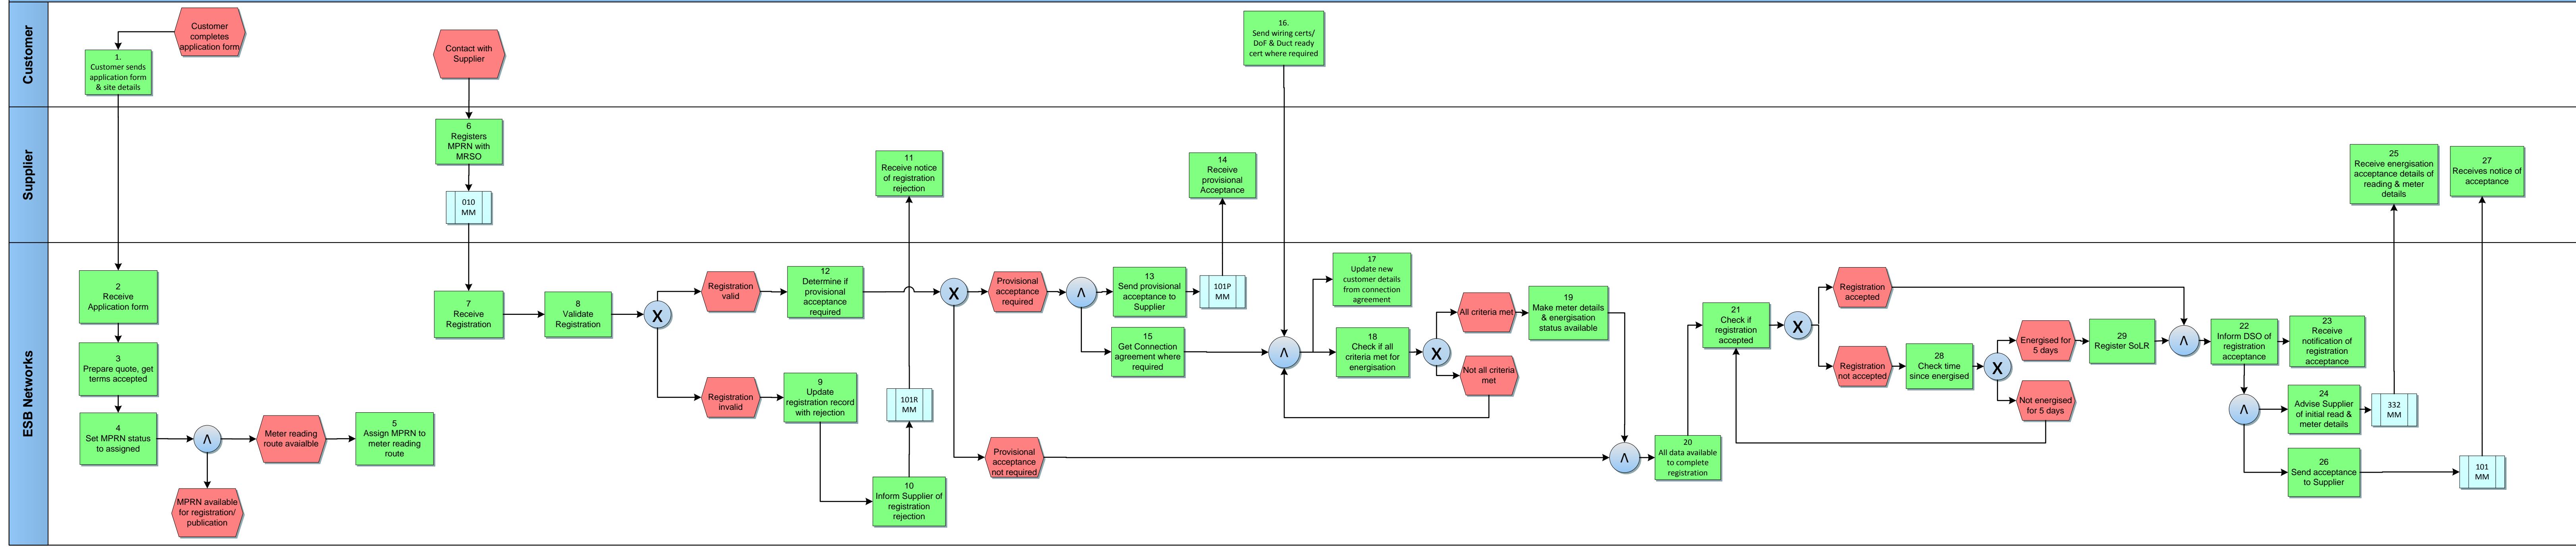 Customer
Customer
completes
application form
1.
Customer sends
application form
& site details
Contact with
Supplier
16.
Send wiring certs/
DoF & Duct ready
cert where required
Supplier
6
Registers
MPRN with
MRSO
010
MM
11
Receive notice
of registration
rejection
14
Receive
provisional
Acceptance
25
Receive energisation
acceptance details of
reading & meter
details
27
Receives notice of
acceptance
ESB Networks
2
Receive
Application form
3
Prepare quote, get
terms accepted
4
Set MPRN status
to assigned
Λ
Meter reading
route avaialble
5
Assign MPRN to
meter reading
route
MPRN available
for registration/
publication
7
Receive
Registration
8
Validate
Registration
X
Registration
valid
12
Determine if
provisional
acceptance
required
Registration
invalid
9
Update
registration record
with rejection
10
Inform Supplier of
registration
rejection
101R
MM
X
Provisional
acceptance
required
Λ
13
Send provisional
acceptance to
Supplier
101P
MM
15
Get Connection
agreement where
required
Provisional
acceptance
not required
Λ
17
Update new
customer details
from connection
agreement
18
Check if all
criteria met for
energisation
X
All criteria met
Not all criteria
met
19
Make meter details
& energisation
status available
Λ
20
All data available
to complete
registration
21
Check if
registration
accepted
X
Registration
accepted
Registration
not accepted
28
Check time
since energised
X
Energised for
5 days
Not energised
for 5 days
29
Register SoLR
Λ
22
Inform DSO of
registration
acceptance
23
Receive
notification of
registration
acceptance
Λ
24
Advise Supplier
of initial read &
meter details
332
MM
26
Send acceptance
to Supplier
101
MM